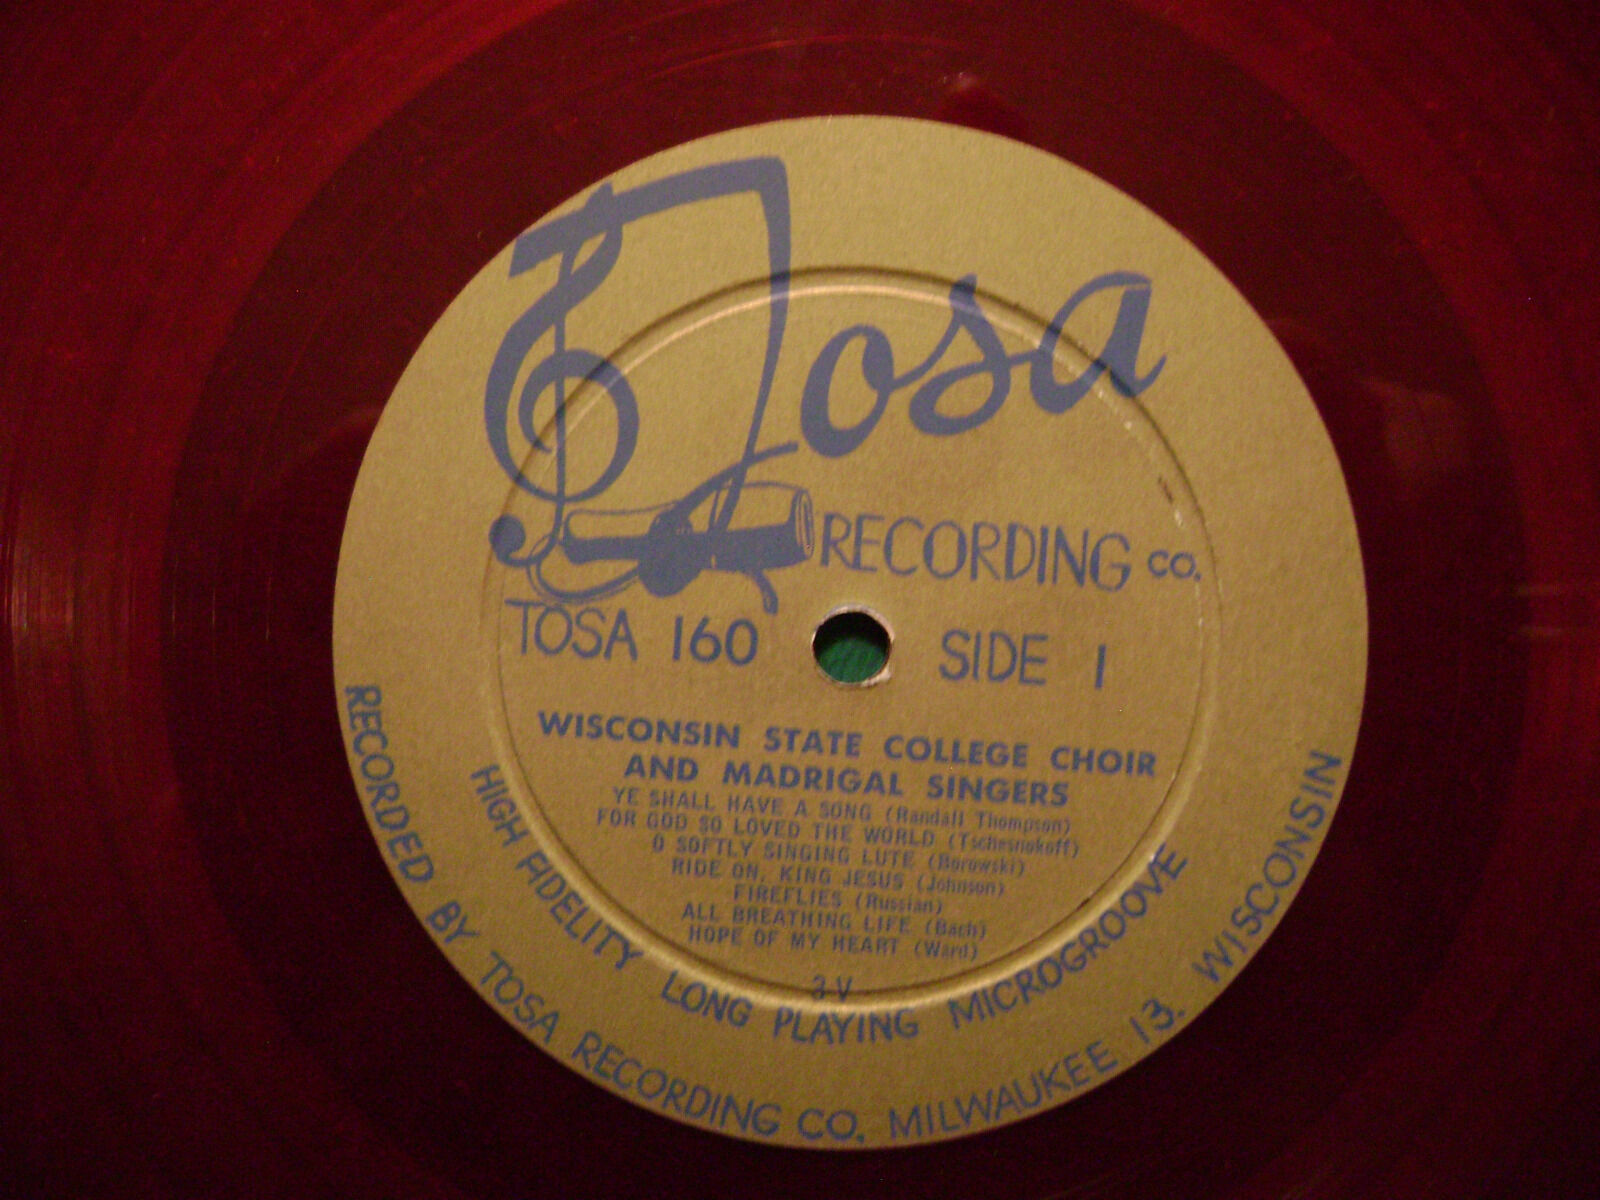 Tosa
RECORDING CO.
TOSA 160 SIDE 1
WISCONSIN STATE COLLEGE CHOIR
AND MADRIGAL SINGERS
YE SHALL HAVE A SONG (Randall Thompson)
FOR GOD SO LOVED THE WORLD (Tschesnokoff)
O SOFTLY SINGING LUTE (Borowski)
RIDE ON, KING JESUS (Johnson)
FIREFLIES (Russian)
ALL BREATHING LIFE (Bach)
HOPE OF MY HEART (Ward)
3 V
HIGH FIDELITY LONG PLAYING MICROGROOVE
RECORDED BY TOSA RECORDING CO. MILWAUKEE 13. WISCONSIN